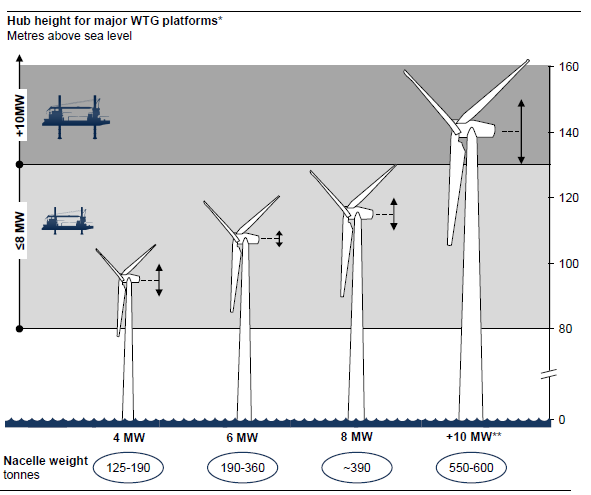 Hub height for major WTG platforms*
Metres above sea level
+10MW
≤8 MW
160
140
120
100
80
0
4 MW 6 MW 8 MW +10 MW**
Nacelle weight
tonnes
125-190 190-360 ~390 550-600